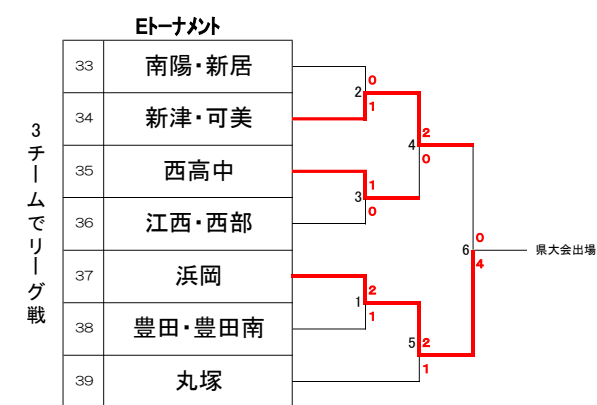 Eトーナメント
3チームでリーグ戦
33 南陽・新居
34 新津・可美
35 西高中
36 江西・西部
37 浜岡
38 豊田・豊田南
39 丸塚
0
2
1
2
4
0
1
3
0
0
6
4
県大会出場
2
1
1
2
5
1